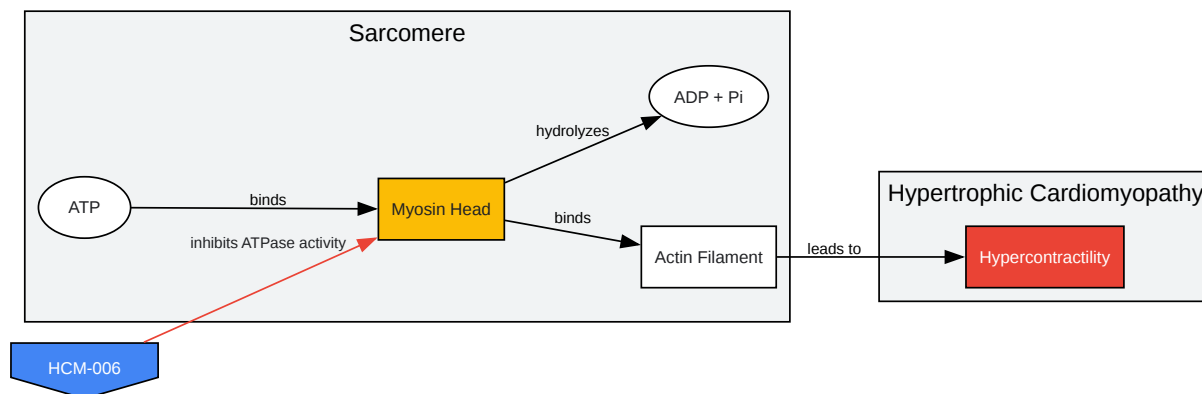 Sarcomere
ADP + Pi
hydrolyzes
Hypertrophic Cardiomyopathy
ATP
binds
Myosin Head
binds
inhibits ATPase activity
Actin Filament
leads to
Hypercontractility
HCM-006